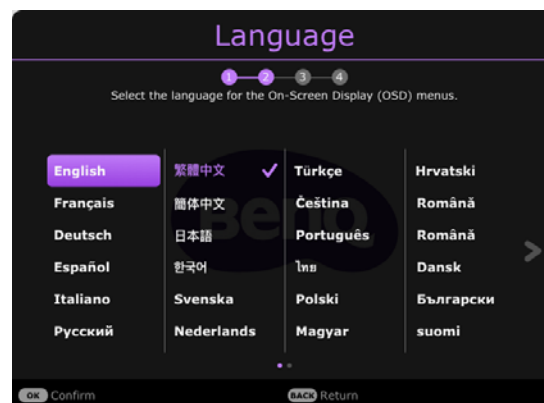 Language
1 2 3 4
Select the language for the On-Screen Display (OSD) menus.
English 繁體中文 Türkçe Hrvatski
Français 簡体中文 Čeština Română
Deutsch 日本語 Português Română
Español 한국어 ไทย Dansk
Italiano Svenska Polski Български
Русский Nederlands Magyar suomi
BenQ
OK Confirm BACK Return